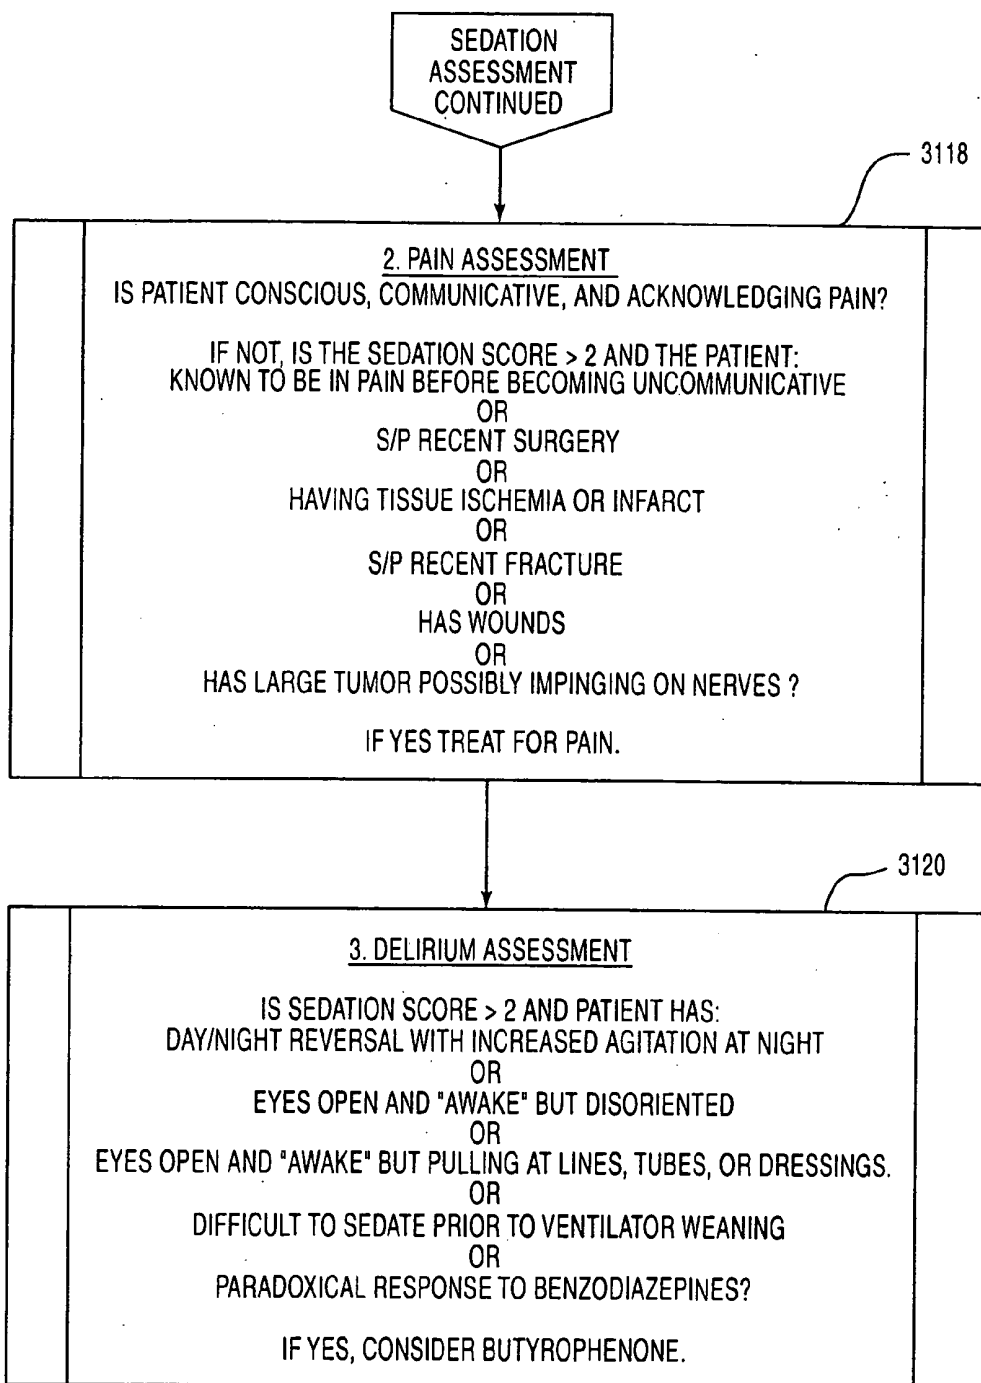 SEDATION
ASSESSMENT
CONTINUED
3118
2. PAIN ASSESSMENT
IS PATIENT CONSCIOUS, COMMUNICATIVE, AND ACKNOWLEDGING PAIN?
IF NOT, IS THE SEDATION SCORE > 2 AND THE PATIENT:
KNOWN TO BE IN PAIN BEFORE BECOMING UNCOMMUNICATIVE
OR
S/P RECENT SURGERY
OR
HAVING TISSUE ISCHEMIA OR INFARCT
OR
S/P RECENT FRACTURE
OR
HAS WOUNDS
OR
HAS LARGE TUMOR POSSIBLY IMPINGING ON NERVES ?
IF YES TREAT FOR PAIN.
3120
3. DELIRIUM ASSESSMENT
IS SEDATION SCORE > 2 AND PATIENT HAS:
DAY/NIGHT REVERSAL WITH INCREASED AGITATION AT NIGHT
OR
EYES OPEN AND "AWAKE" BUT DISORIENTED
OR
EYES OPEN AND "AWAKE" BUT PULLING AT LINES, TUBES, OR DRESSINGS.
OR
DIFFICULT TO SEDATE PRIOR TO VENTILATOR WEANING
OR
PARADOXICAL RESPONSE TO BENZODIAZEPINES?
IF YES, CONSIDER BUTYROPHENONE.